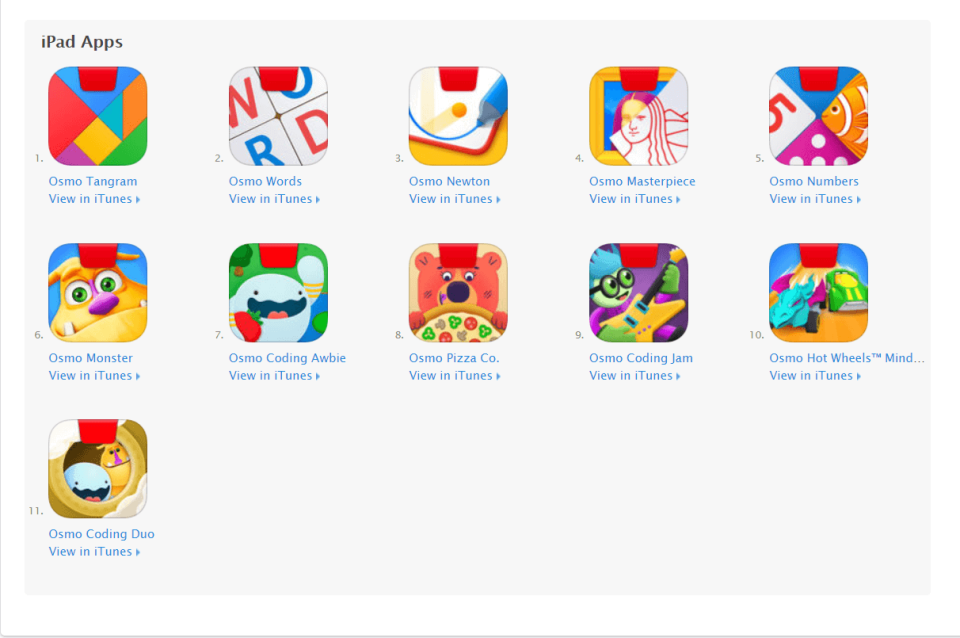 iPad Apps
W O
R D
5
1.
Osmo Tangram
View in iTunes
2.
Osmo Words
View in iTunes
3.
Osmo Newton
View in iTunes
4.
Osmo Masterpiece
View in iTunes
5.
Osmo Numbers
View in iTunes
6.
Osmo Monster
View in iTunes
7.
Osmo Coding Awbie
View in iTunes
8.
Osmo Pizza Co.
View in iTunes
9.
Osmo Coding Jam
View in iTunes
10.
Osmo Hot Wheels™ Mind...
View in iTunes
11.
Osmo Coding Duo
View in iTunes